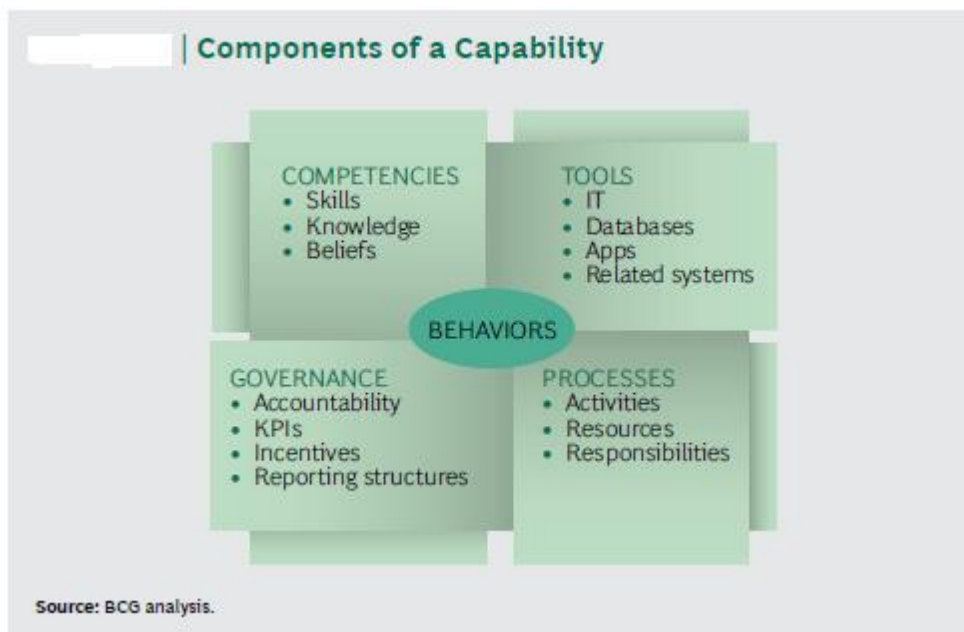 | Components of a Capability
COMPETENCIES
• Skills
• Knowledge
• Beliefs
TOOLS
• IT
• Databases
• Apps
• Related systems
BEHAVIORS
GOVERNANCE
• Accountability
• KPIs
• Incentives
• Reporting structures
PROCESSES
• Activities
• Resources
• Responsibilities
Source: BCG analysis.